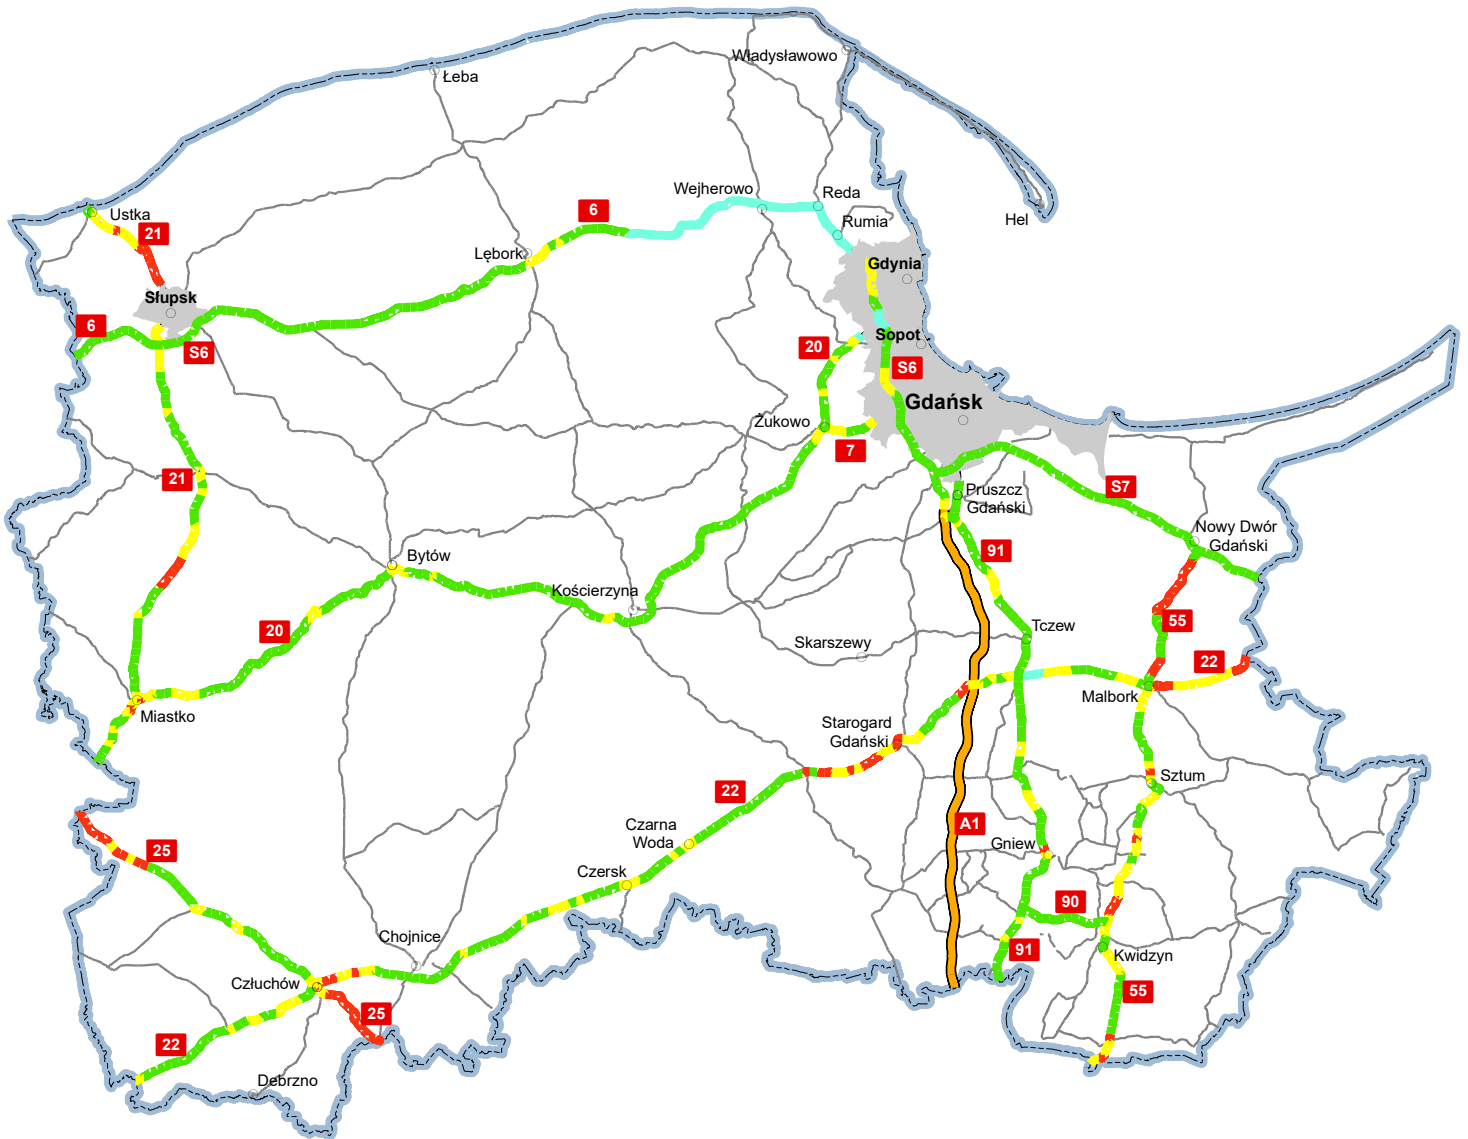 Władysławowo
Łeba
Wejherowo
Reda
Hel
Ustka
6
Rumia
21
Lębork
Gdynia
Słupsk
6
Sopot
S6
20
S6
Gdańsk
Żukowo
7
21
S7
Pruszcz
Gdański
Nowy Dwór
Gdański
91
Bytów
Kościerzyna
55
20
Tczew
Skarszewy
22
Malbork
Miastko
Starogard
Gdański
Sztum
22
Czarna
Woda
A1
25
Gniew
Czersk
90
Chojnice
91
Kwidzyn
Człuchów
55
25
22
Debrzno